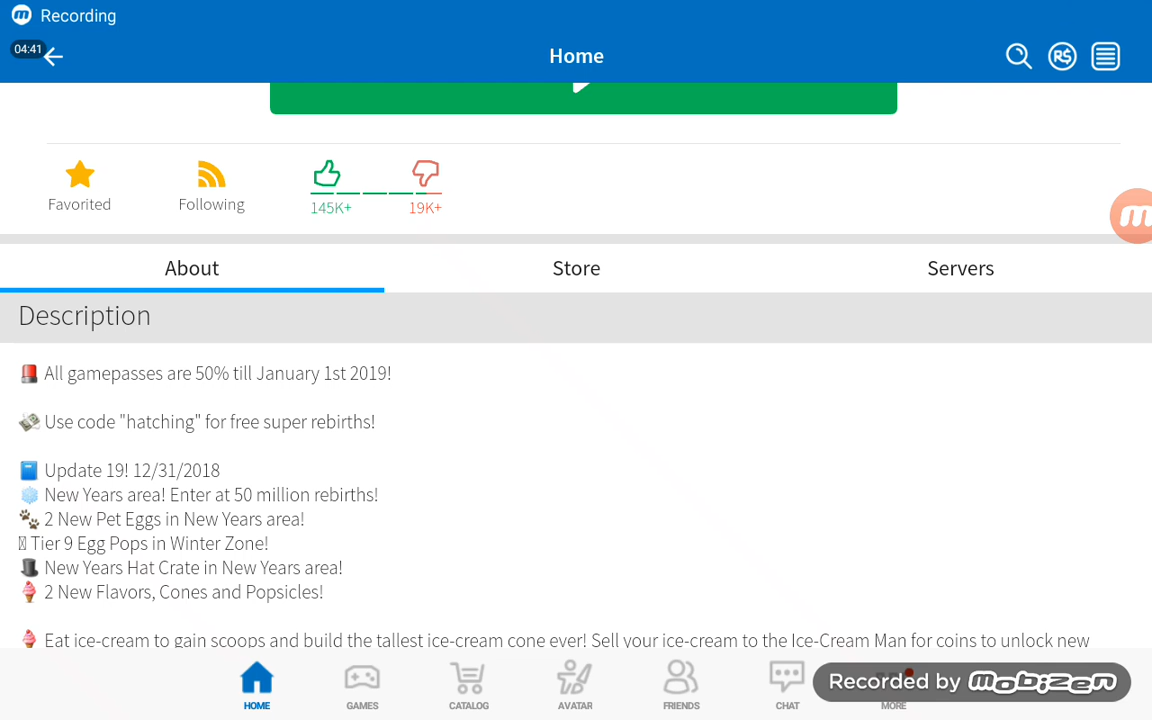 Recording
04:41
Home
R$
Favorited
Following
145K+
19K+
About
Store
Servers
Description
All gamepasses are 50% till January 1st 2019!
Use code "hatching" for free super rebirths!
Update 19! 12/31/2018
New Years area! Enter at 50 million rebirths!
2 New Pet Eggs in New Years area!
Tier 9 Egg Pops in Winter Zone!
New Years Hat Crate in New Years area!
2 New Flavors, Cones and Popsicles!
Eat ice-cream to gain scoops and build the tallest ice-cream cone ever! Sell your ice-cream to the Ice-Cream Man for coins to unlock new
HOME
GAMES
CATALOG
AVATAR
FRIENDS
CHAT
MORE
Recorded by mobizen